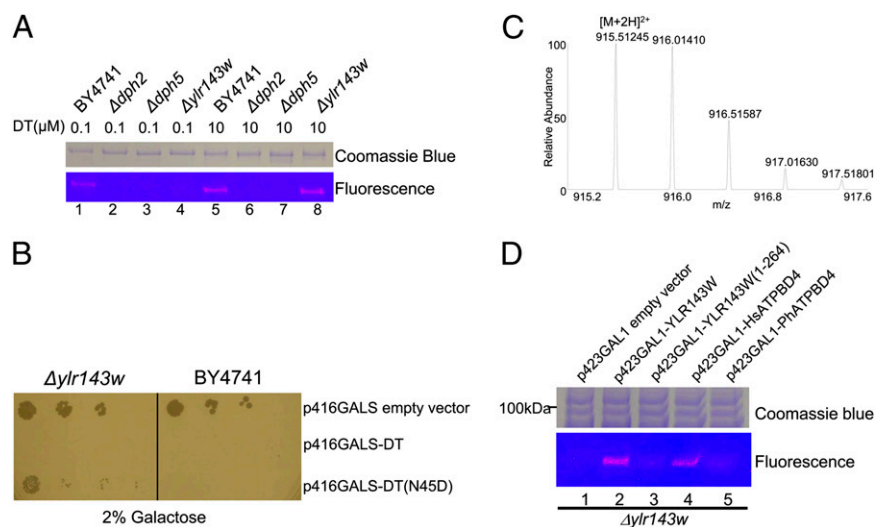 A
BY4741
Δdph2
Δdph5
Δylr143w
BY4741
Δdph2
Δdph5
Δylr143w
DT(μM) 0.1 0.1 0.1 0.1 10 10 10 10
Coomassie Blue
Fluorescence
1 2 3 4 5 6 7 8
B
Δylr143w BY4741
p416GALS empty vector
p416GALS-DT
p416GALS-DT(N45D)
2% Galactose
C
[M+2H]²⁺
915.51245
916.01410
916.51587
917.01630
917.51801
100
50
0
Relative Abundance
915.2 916.0 916.8 917.6
m/z
D
p423GAL1 empty vector
p423GAL1-YLR143W
p423GAL1-YLR143W(1-264)
p423GAL1-HsATPBD4
p423GAL1-PhATPBD4
100kDa
Coomassie blue
Fluorescence
1 2 3 4 5
Δylr143w